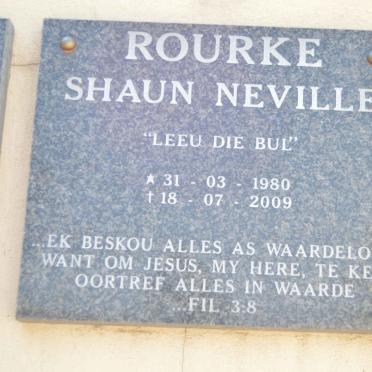 ROURKE
SHAUN NEVILLE
"LEEU DIE BUL"
★ 31 - 03 - 1980
† 18 - 07 - 2009
...EK BESKOU ALLES AS WAARDELO
WANT OM JESUS, MY HERE, TE KE
OORTREF ALLES IN WAARDE
...FIL 3:8